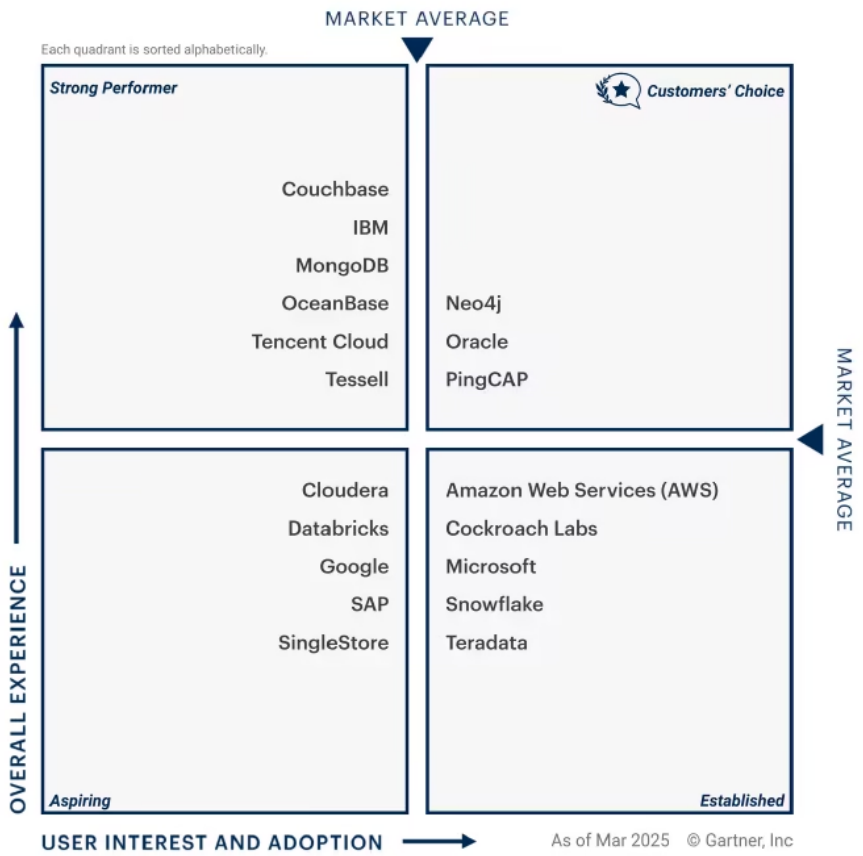 MARKET AVERAGE
Each quadrant is sorted alphabetically.
Strong Performer
Customers’ Choice
Couchbase
IBM
MongoDB
OceanBase
Tencent Cloud
Tessell
Neo4j
Oracle
PingCAP
MARKET AVERAGE
Cloudera
Databricks
Google
SAP
SingleStore
Amazon Web Services (AWS)
Cockroach Labs
Microsoft
Snowflake
Teradata
Aspiring
Established
OVERALL EXPERIENCE
USER INTEREST AND ADOPTION
As of Mar 2025 © Gartner, Inc